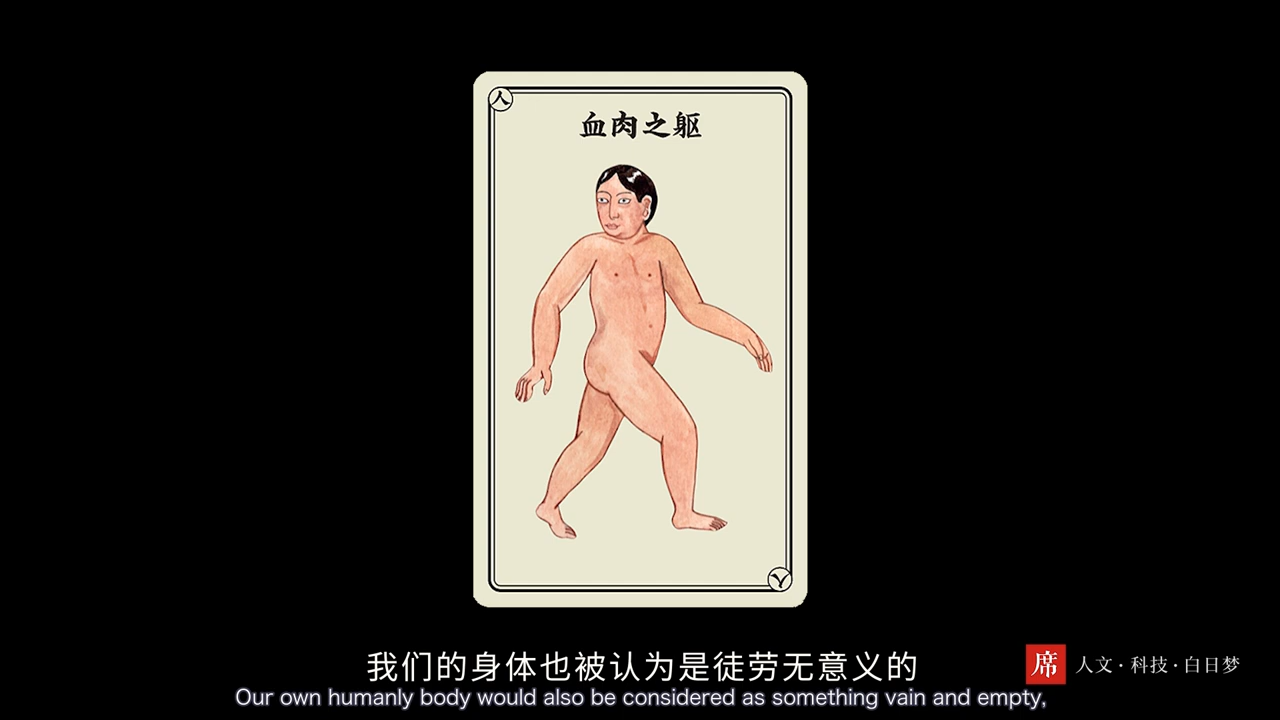 人
血肉之躯
人
我们的身体也被认为是徒劳无意义的
Our own humanly body would also be considered as something vain and empty,
席 人文·科技·白日梦